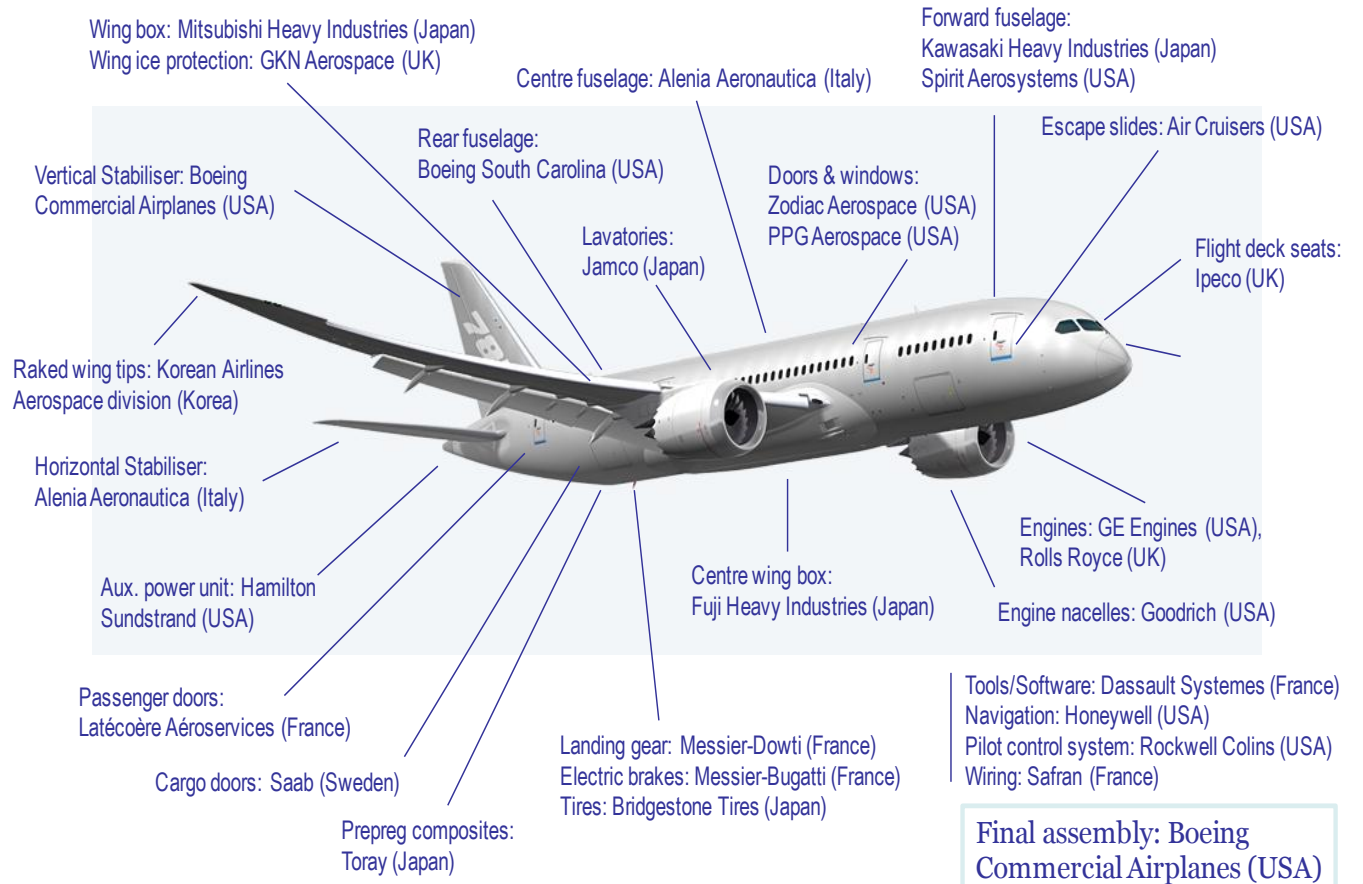 Wing box: Mitsubishi Heavy Industries (Japan)
Wing ice protection: GKN Aerospace (UK)
Forward fuselage:
Kawasaki Heavy Industries (Japan)
Spirit Aerosystems (USA)
Centre fuselage: Alenia Aeronautica (Italy)
Escape slides: Air Cruisers (USA)
Rear fuselage:
Boeing South Carolina (USA)
Vertical Stabiliser: Boeing
Commercial Airplanes (USA)
Doors & windows:
Zodiac Aerospace (USA)
PPG Aerospace (USA)
Lavatories:
Jamco (Japan)
Flight deck seats:
Ipeco (UK)
787
Raked wing tips: Korean Airlines
Aerospace division (Korea)
Horizontal Stabiliser:
Alenia Aeronautica (Italy)
Engines: GE Engines (USA),
Rolls Royce (UK)
Aux. power unit: Hamilton
Sundstrand (USA)
Centre wing box:
Fuji Heavy Industries (Japan)
Engine nacelles: Goodrich (USA)
Passenger doors:
Latécoère Aéroservices (France)
Cargo doors: Saab (Sweden)
Prepreg composites:
Toray (Japan)
Landing gear: Messier-Dowti (France)
Electric brakes: Messier-Bugatti (France)
Tires: Bridgestone Tires (Japan)
Tools/Software: Dassault Systemes (France)
Navigation: Honeywell (USA)
Pilot control system: Rockwell Colins (USA)
Wiring: Safran (France)
Final assembly: Boeing
Commercial Airplanes (USA)